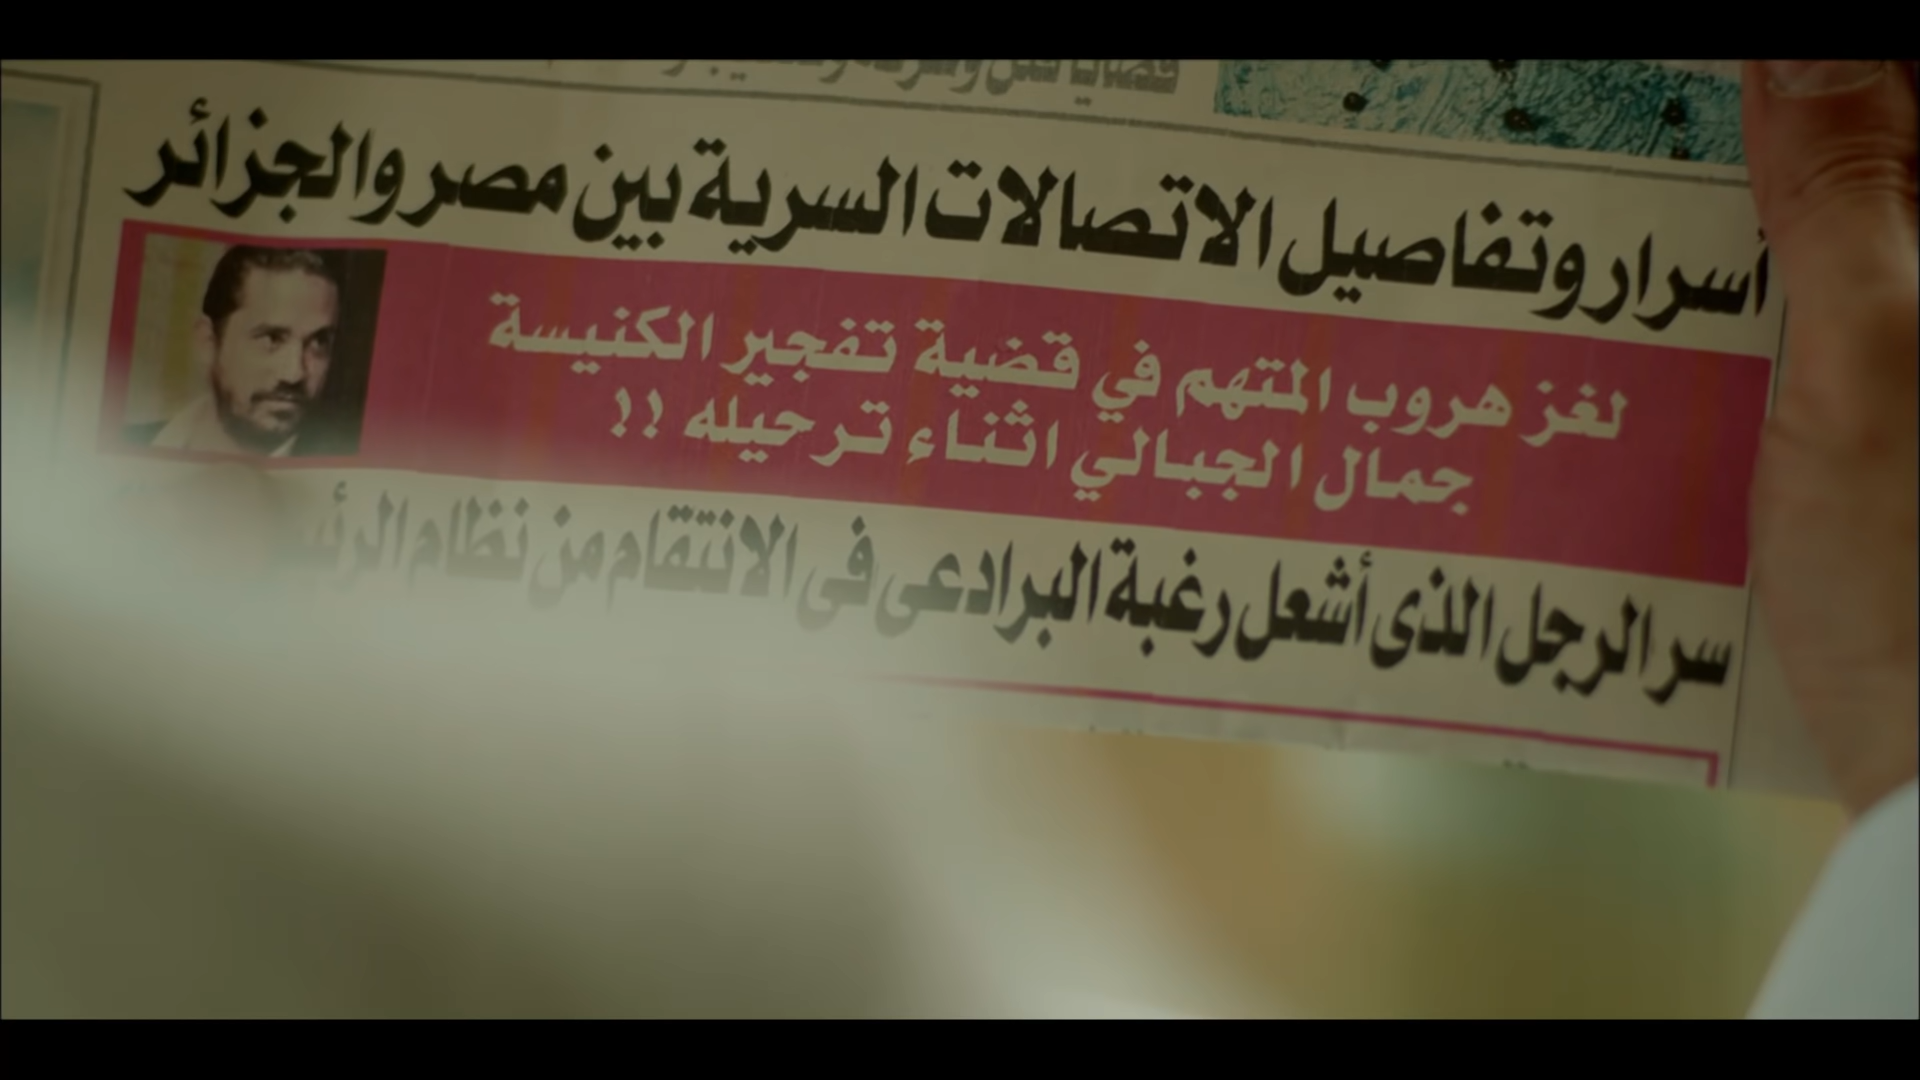 أسرار وتفاصيل الاتصالات السرية بين مصر والجزائر
لغز هروب المتهم في قضية تفجير الكنيسة
جمال الجبالي اثناء ترحيله !!
سر الرجل الذى أشعل رغبة البرادعى فى الانتقام من نظام